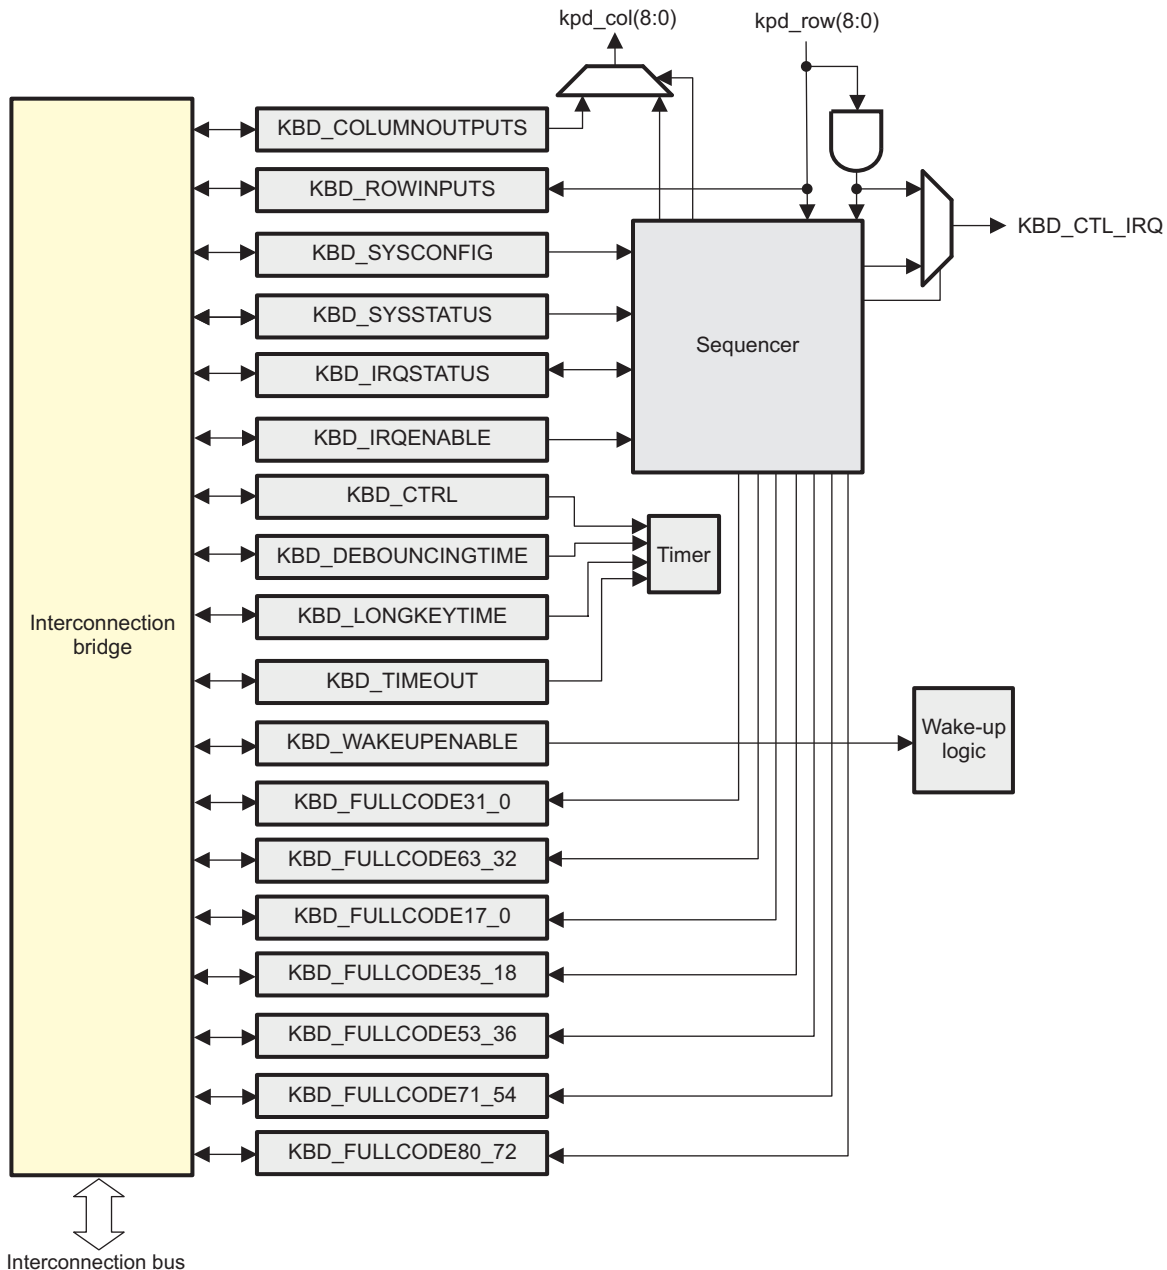 kpd_col(8:0)
kpd_row(8:0)
KBD_COLUMNOUTPUTS
KBD_ROWINPUTS
KBD_CTL_IRQ
KBD_SYSCONFIG
KBD_SYSSTATUS
Sequencer
KBD_IRQSTATUS
KBD_IRQENABLE
KBD_CTRL
KBD_DEBOUNCINGTIME
Timer
KBD_LONGKEYTIME
Interconnection
bridge
KBD_TIMEOUT
KBD_WAKEUPENABLE
Wake-up
logic
KBD_FULLCODE31_0
KBD_FULLCODE63_32
KBD_FULLCODE17_0
KBD_FULLCODE35_18
KBD_FULLCODE53_36
KBD_FULLCODE71_54
KBD_FULLCODE80_72
Interconnection bus